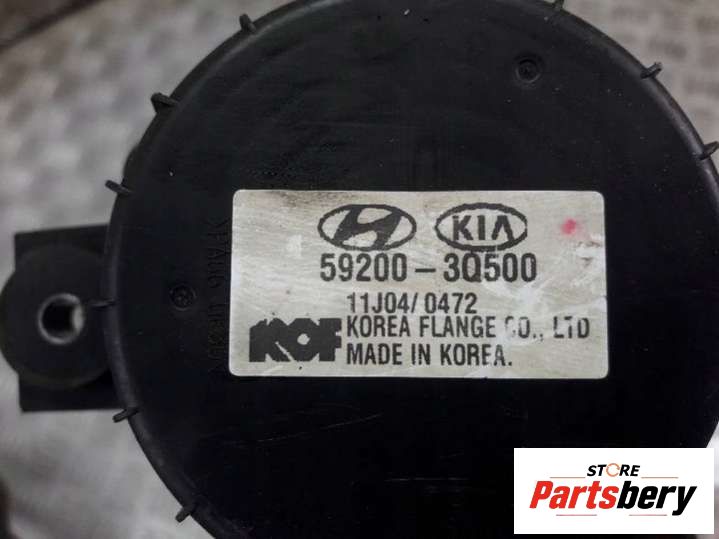 KIA
59200-3Q500
11J04/0472
KOF KOREA FLANGE CO., LTD
MADE IN KOREA.
STORE
Partsbery